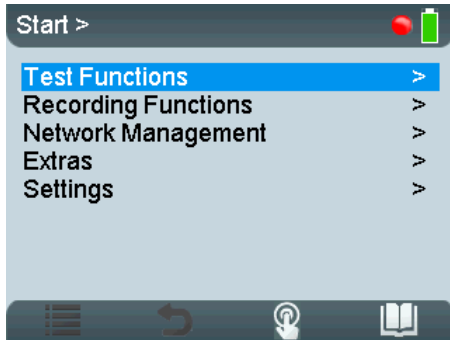 Start >
Test Functions >
Recording Functions >
Network Management >
Extras >
Settings >